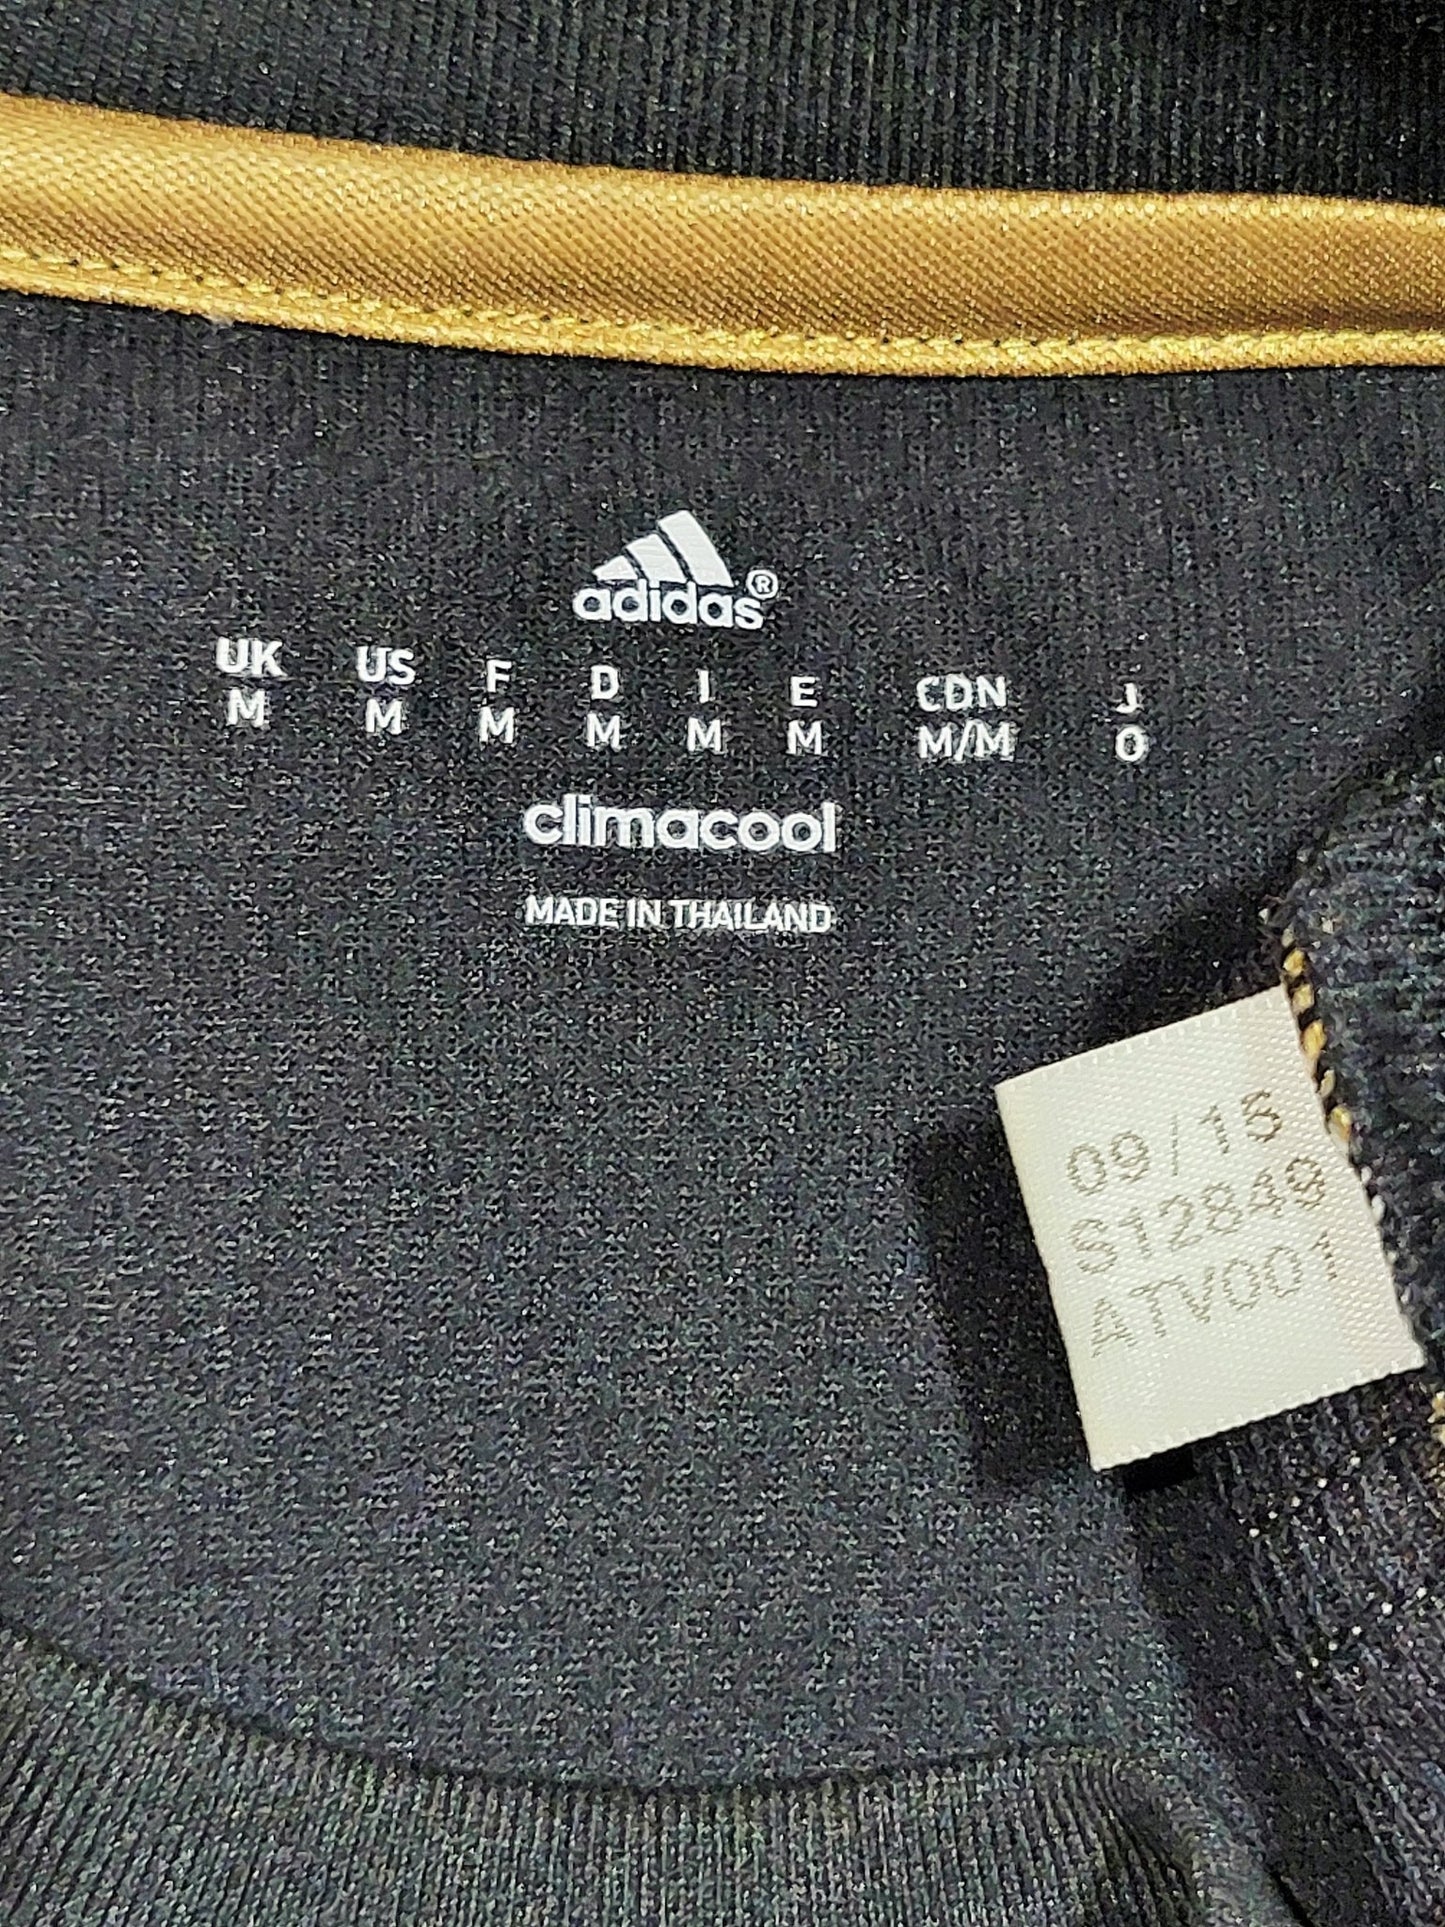 adidas®
UK US F D I E CDN J
M M M M M M M/M O
climacool
MADE IN THAILAND
09/15
S12849
ATV001